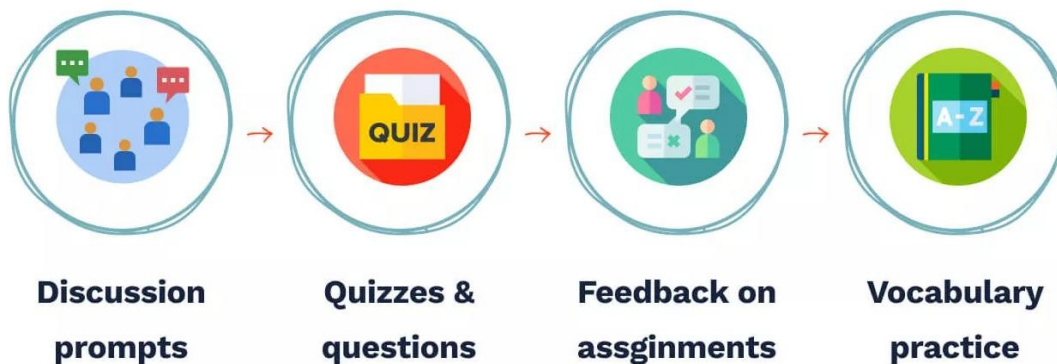 QUIZ
A-Z
Discussion
prompts
Quizzes &
questions
Feedback on
assginments
Vocabulary
practice